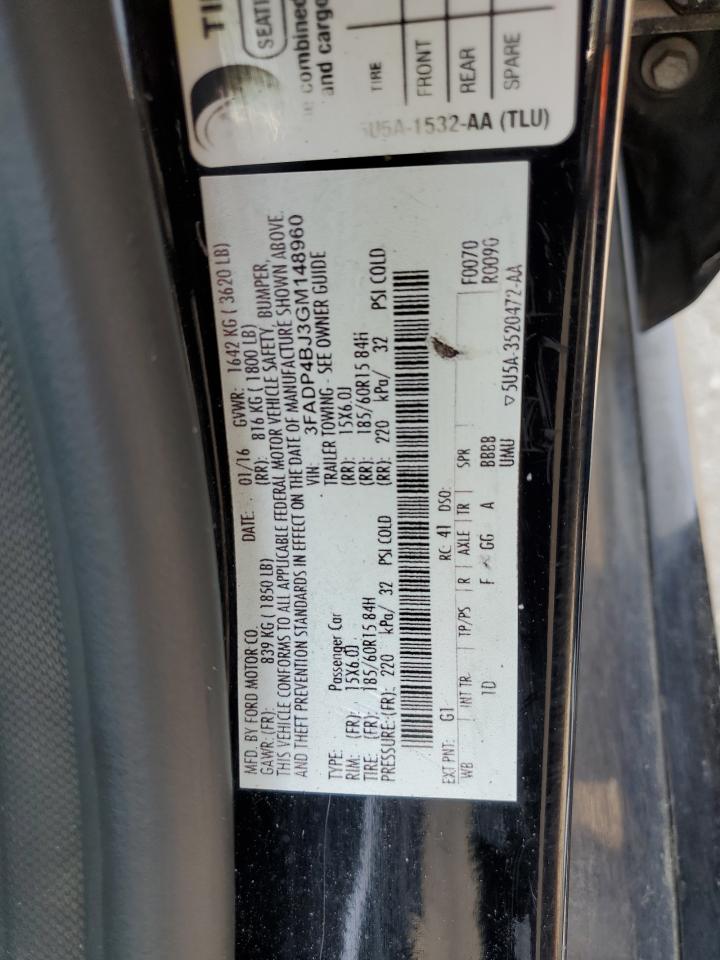 TI
SEATI
e combined
and cargo
TIRE
FRONT
REAR
SPARE
5U5A-1532-AA (TLU)
MFD. BY FORD MOTOR CO. DATE: 01/16 GVWR: 1642 KG ( 3620 LB)
GAWR: (FR): 839 KG ( 1850 LB) (RR): 816 KG ( 1800 LB)
THIS VEHICLE CONFORMS TO ALL APPLICABLE FEDERAL MOTOR VEHICLE SAFETY, BUMPER,
AND THEFT PREVENTION STANDARDS IN EFFECT ON THE DATE OF MANUFACTURE SHOWN ABOVE.
VIN: 3FADP4BJ3GM148960
TYPE: Passenger Car TRAILER TOWING - SEE OWNER GUIDE
RIM: (FR): 15X6.0J (RR): 15X6.0J
TIRE: (FR): 185/60R15 84H (RR): 185/60R15 84H
PRESSURE:(FR): 220 kPa/ 32 PSI COLD (RR): 220 kPa/ 32 PSI COLD
EXT PNT: G1 RC: 41 DSO: F0070
WB INT TR. TP/PS R AXLE TR SPR R009G
1D F GG A BBBB
UMU
▽ 5U5A-3520472-AA